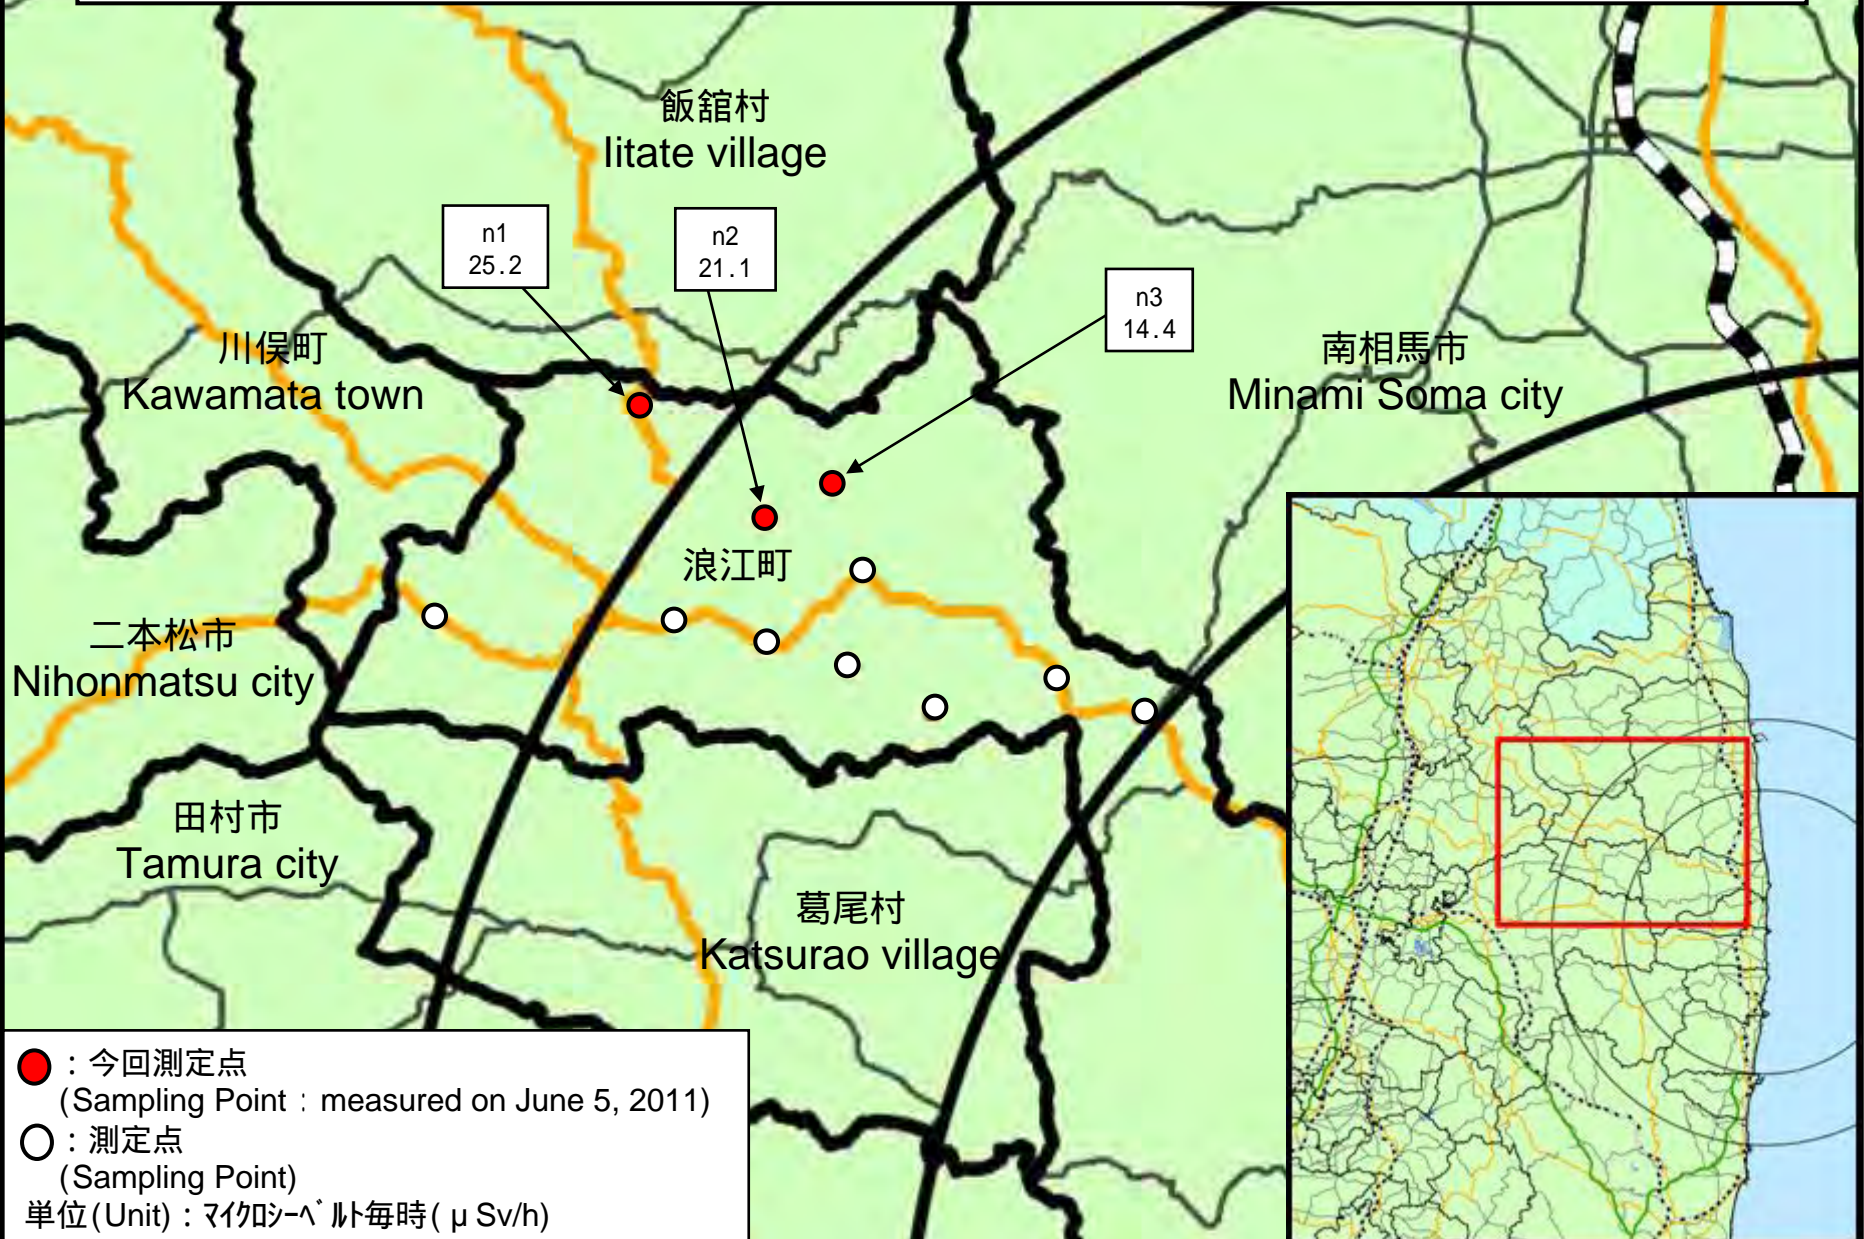 飯舘村
Iitate village
n1
25.2
n2
21.1
n3
14.4
川俣町
Kawamata town
南相馬市
Minami Soma city
浪江町
二本松市
Nihonmatsu city
田村市
Tamura city
葛尾村
Katsurao village
：今回測定点
(Sampling Point：measured on June 5, 2011)
：測定点
(Sampling Point)
単位(Unit)：ﾏｲｸﾛｼｰﾍﾞﾙﾄ毎時( μ Sv/h)